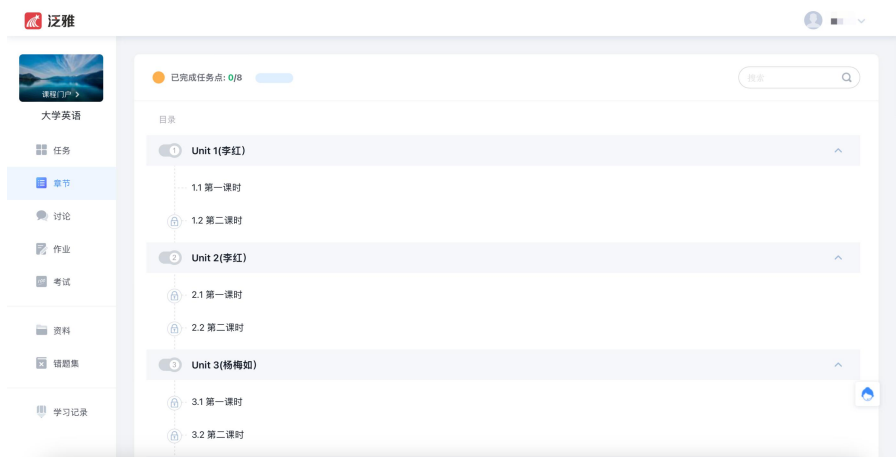 泛雅
课程门户 >
大学英语
任务
章节
讨论
作业
考试
资料
错题集
学习记录
已完成任务点: 0/8
搜索
目录
1 Unit 1(李红）
1.1 第一课时
1.2 第二课时
2 Unit 2(李红）
2.1 第一课时
2.2 第二课时
3 Unit 3(杨梅如）
3.1 第一课时
3.2 第二课时